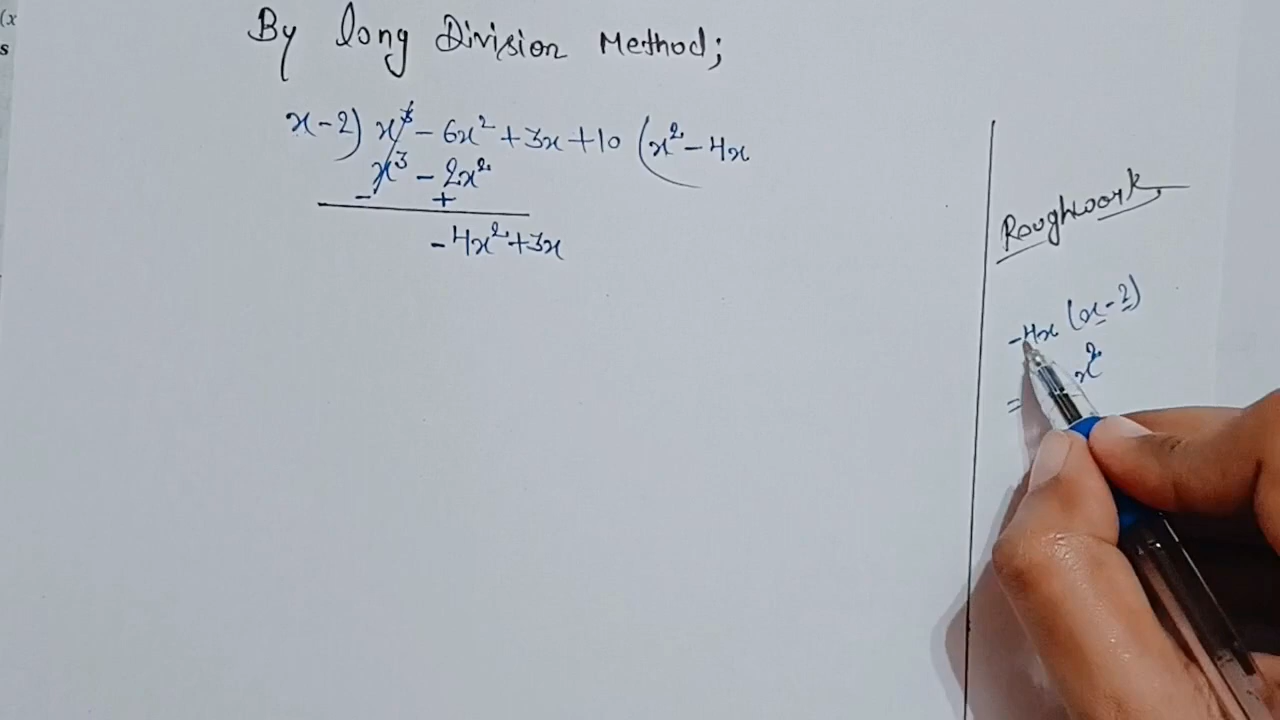 (x
s
By long Division Method;
x-2) x³ - 6x² + 3x + 10 (x² - 4x
x³ - 2x²
- +
-4x² + 3x
Roughwork
-4x (x-2)
= x²